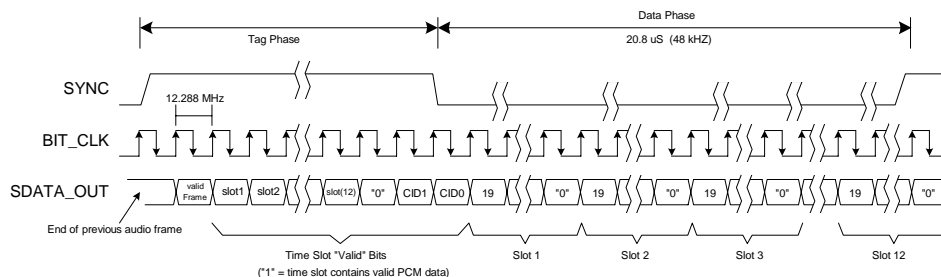 Tag Phase
Data Phase
20.8 uS (48 kHZ)
SYNC
12.288 MHz
BIT_CLK
SDATA_OUT
valid
Frame
slot1
slot2
slot(12)
"0"
CID1
CID0
19
"0"
19
"0"
19
"0"
19
"0"
End of previous audio frame
Time Slot "Valid" Bits
("1" = time slot contains valid PCM data)
Slot 1
Slot 2
Slot 3
Slot 12